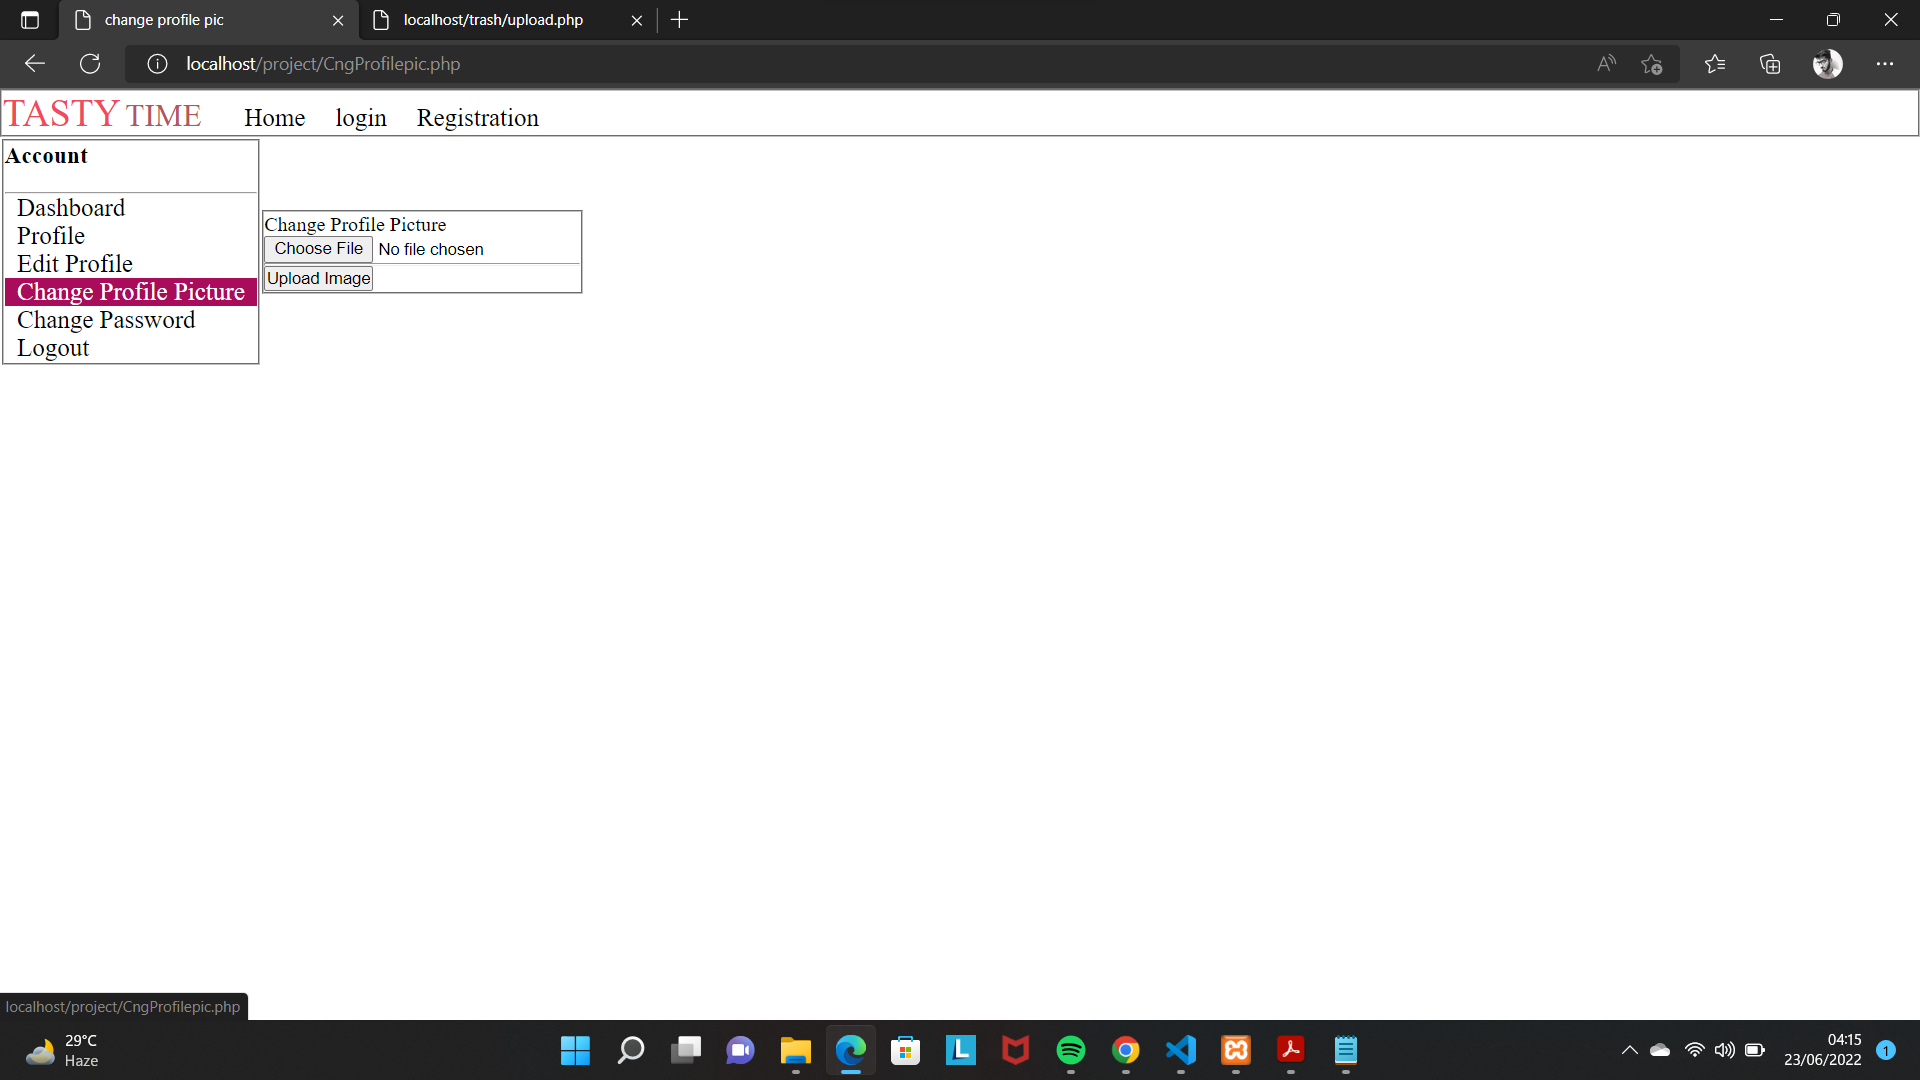 change profile pic
localhost/trash/upload.php
localhost/project/CngProfilepic.php
TASTY TIME Home login Registration
Account
Dashboard
Profile
Edit Profile
Change Profile Picture
Change Password
Logout
Change Profile Picture
Choose File No file chosen
Upload Image
localhost/project/CngProfilepic.php
29°C
Haze
L
04:15
23/06/2022
1